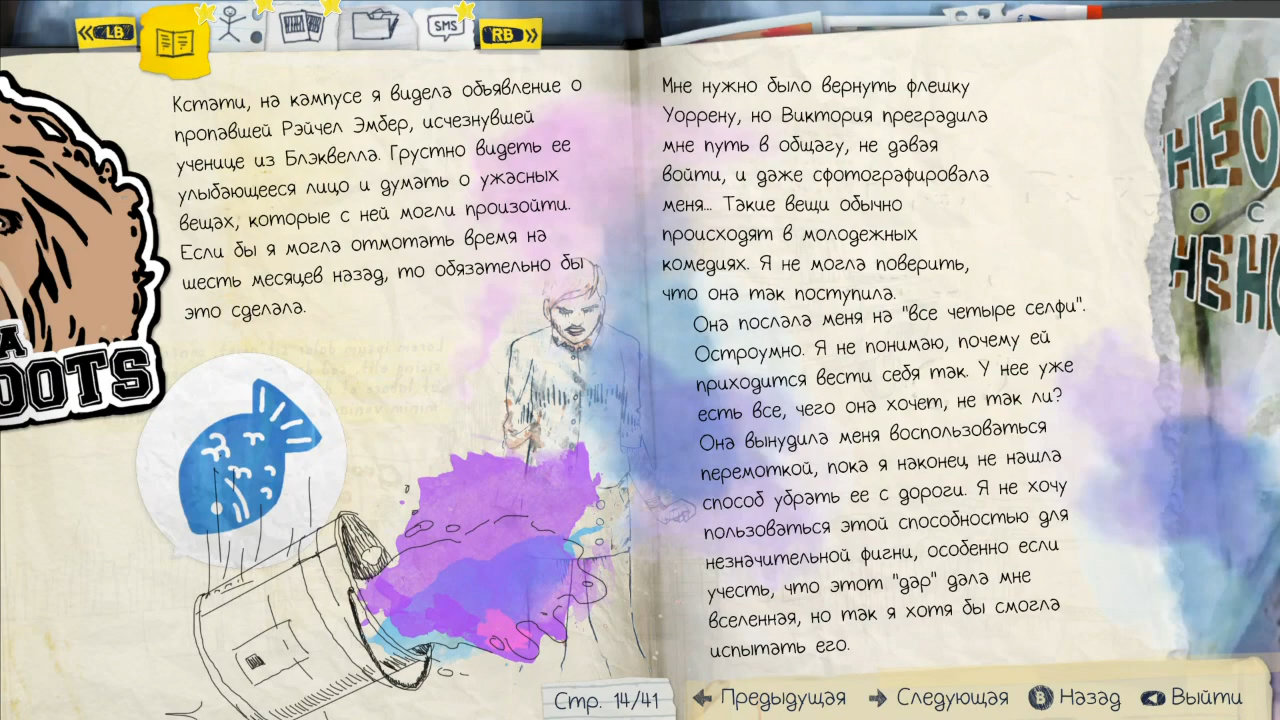 LB
SMS
RB
Кстати, на кампусе я видела объявление о
пропавшей Рэйчел Эмбер, исчезнувшей
ученице из Блэквелла. Грустно видеть ее
улыбающееся лицо и думать о ужасных
вещах, которые с ней могли произойти.
Если бы я могла отмотать время на
шесть месяцев назад, то обязательно бы
это сделала.
Мне нужно было вернуть флешку
Уоррену, но Виктория преградила
мне путь в общагу, не давая
войти, и даже сфотографировала
меня... Такие вещи обычно
происходят в молодежных
комедиях. Я не могла поверить,
что она так поступила.
Она послала меня на "все четыре селфи".
Остроумно. Я не понимаю, почему ей
приходится вести себя так. У нее уже
есть все, чего она хочет, не так ли?
Она вынудила меня воспользоваться
перемоткой, пока я наконец не нашла
способ убрать ее с дороги. Я не хочу
пользоваться этой способностью для
незначительной фигни, особенно если
учесть, что этот "дар" дала мне
вселенная, но так я хотя бы смогла
испытать его.
Стр. 14/41
Предыдущая
Следующая
B Назад
Выйти